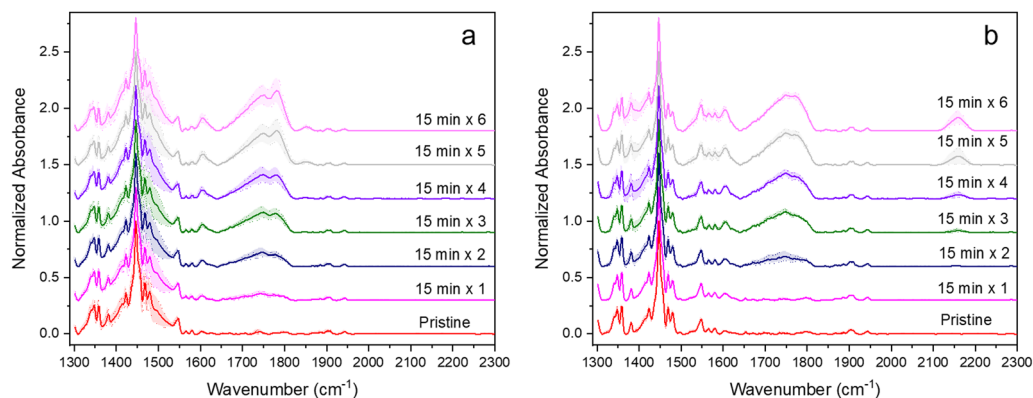 a
2.5
2.0
1.5
1.0
0.5
0.0
Normalized Absorbance
15 min x 6
15 min x 5
15 min x 4
15 min x 3
15 min x 2
15 min x 1
Pristine
1300 1400 1500 1600 1700 1800 1900 2000 2100 2200 2300
Wavenumber (cm⁻¹)
b
2.5
2.0
1.5
1.0
0.5
0.0
Normalized Absorbance
15 min x 6
15 min x 5
15 min x 4
15 min x 3
15 min x 2
15 min x 1
Pristine
1300 1400 1500 1600 1700 1800 1900 2000 2100 2200 2300
Wavenumber (cm⁻¹)